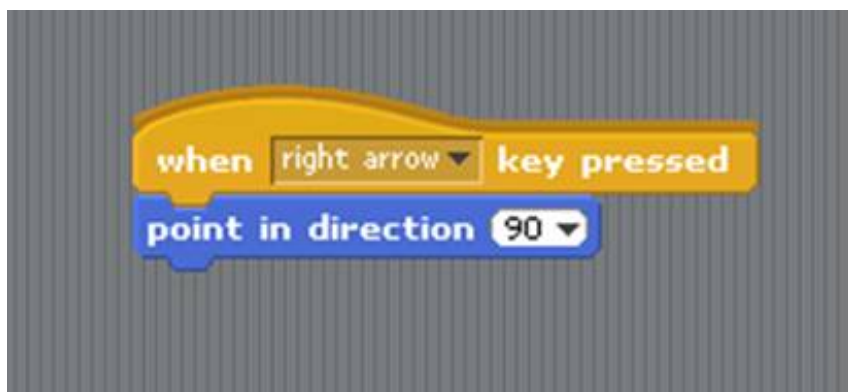 when right arrow key pressed
point in direction 90